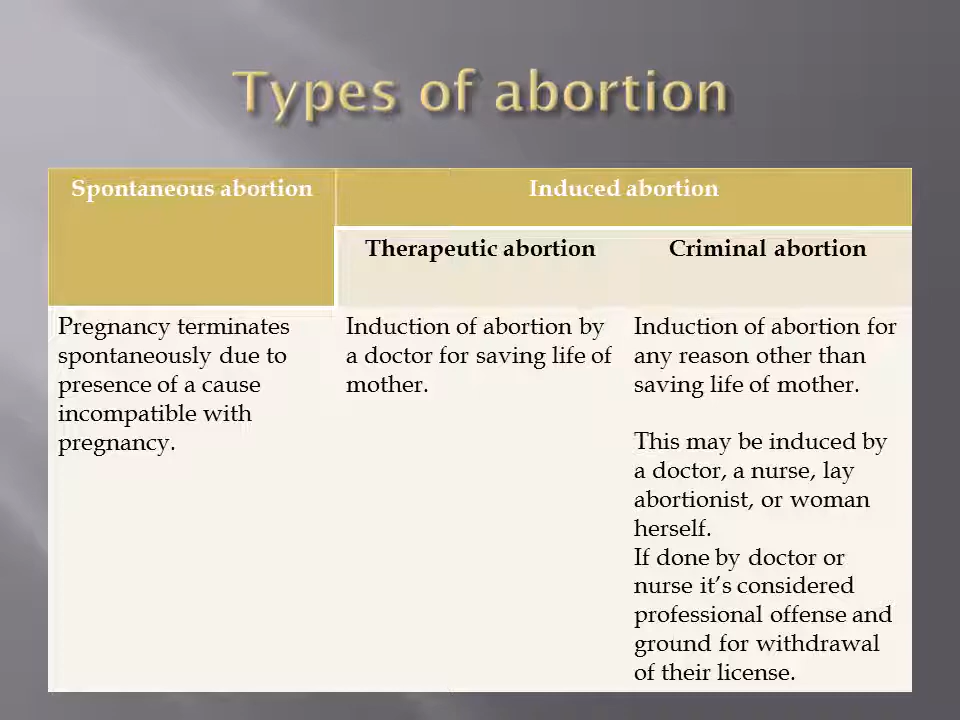 Types of abortion
Spontaneous abortion
Induced abortion
Therapeutic abortion
Criminal abortion
Pregnancy terminates
spontaneously due to
presence of a cause
incompatible with
pregnancy.
Induction of abortion by
a doctor for saving life of
mother.
Induction of abortion for
any reason other than
saving life of mother.
This may be induced by
a doctor, a nurse, lay
abortionist, or woman
herself.
If done by doctor or
nurse it’s considered
professional offense and
ground for withdrawal
of their license.